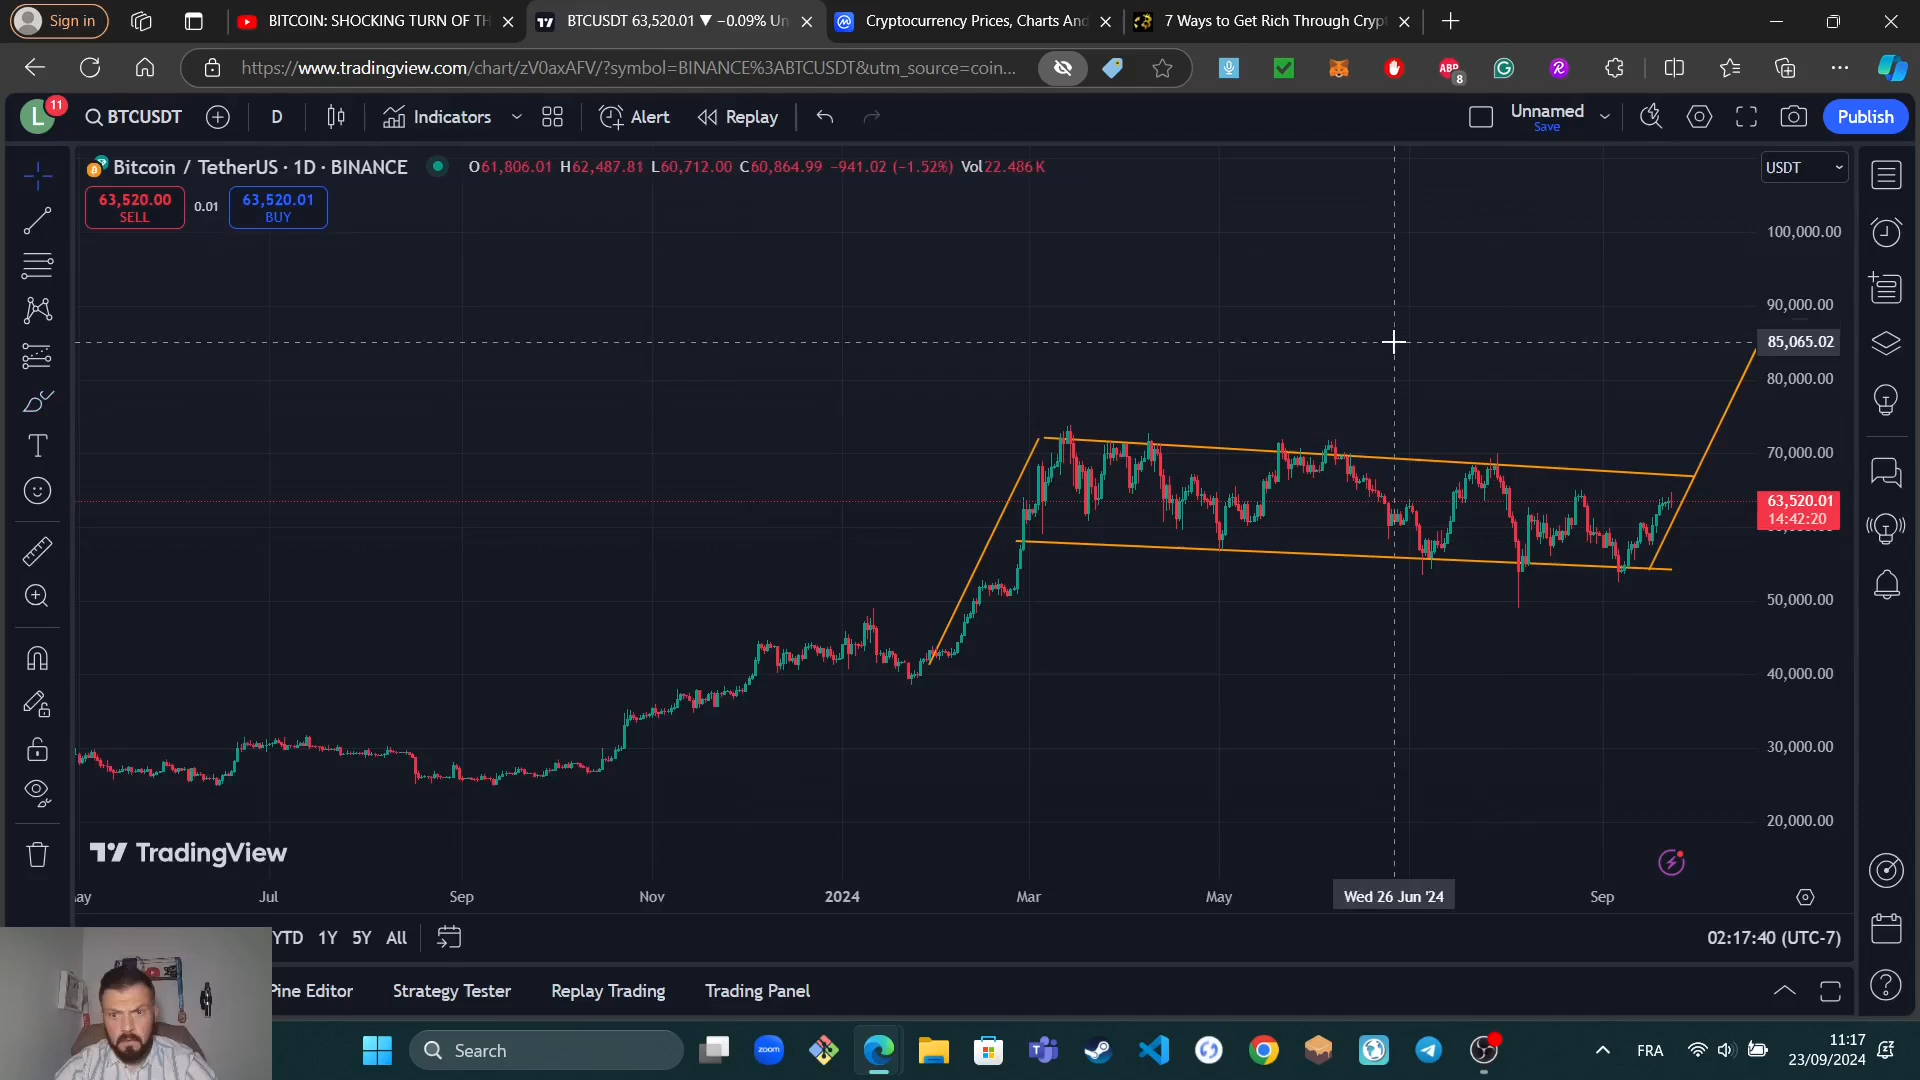 Sign in
BITCOIN: SHOCKING TURN OF TH
BTCUSDT 63,520.01 ▼ −0.09% Un
Cryptocurrency Prices, Charts And
7 Ways to Get Rich Through Crypt
https://www.tradingview.com/chart/zV0axAFV/?symbol=BINANCE%3ABTCUSDT&utm_source=coin...
ABP
8
L
11
BTCUSDT
D
Indicators
Alert
Replay
Unnamed
Save
Publish
Bitcoin / TetherUS · 1D · BINANCE
O61,806.01 H62,487.81 L60,712.00 C60,864.99 −941.02 (−1.52%) Vol22.486K
USDT
63,520.00
SELL
0.01
63,520.01
BUY
100,000.00
90,000.00
85,065.02
80,000.00
70,000.00
63,520.01
14:42:20
50,000.00
40,000.00
30,000.00
20,000.00
TradingView
ay
Jul
Sep
Nov
2024
Mar
May
Wed 26 Jun '24
Sep
YTD
1Y
5Y
All
02:17:40 (UTC-7)
Pine Editor
Strategy Tester
Replay Trading
Trading Panel
Search
zoom
FRA
11:17
23/09/2024